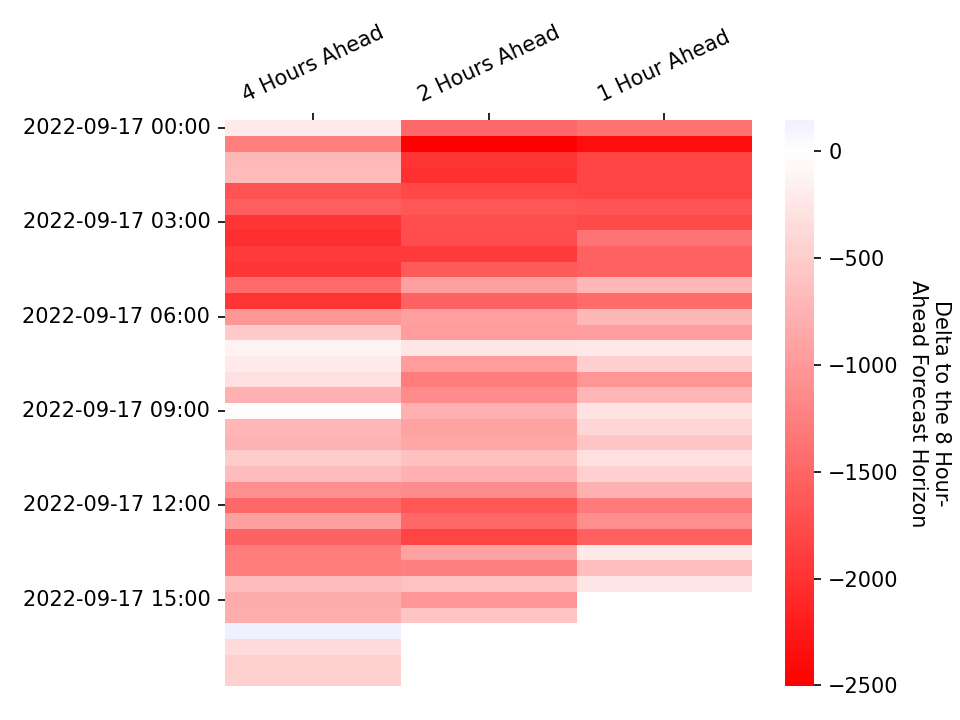 4 Hours Ahead
2 Hours Ahead
1 Hour Ahead
2022-09-17 00:00
2022-09-17 03:00
2022-09-17 06:00
2022-09-17 09:00
2022-09-17 12:00
2022-09-17 15:00
0
−500
−1000
−1500
−2000
−2500
Delta to the 8 Hour-
Ahead Forecast Horizon